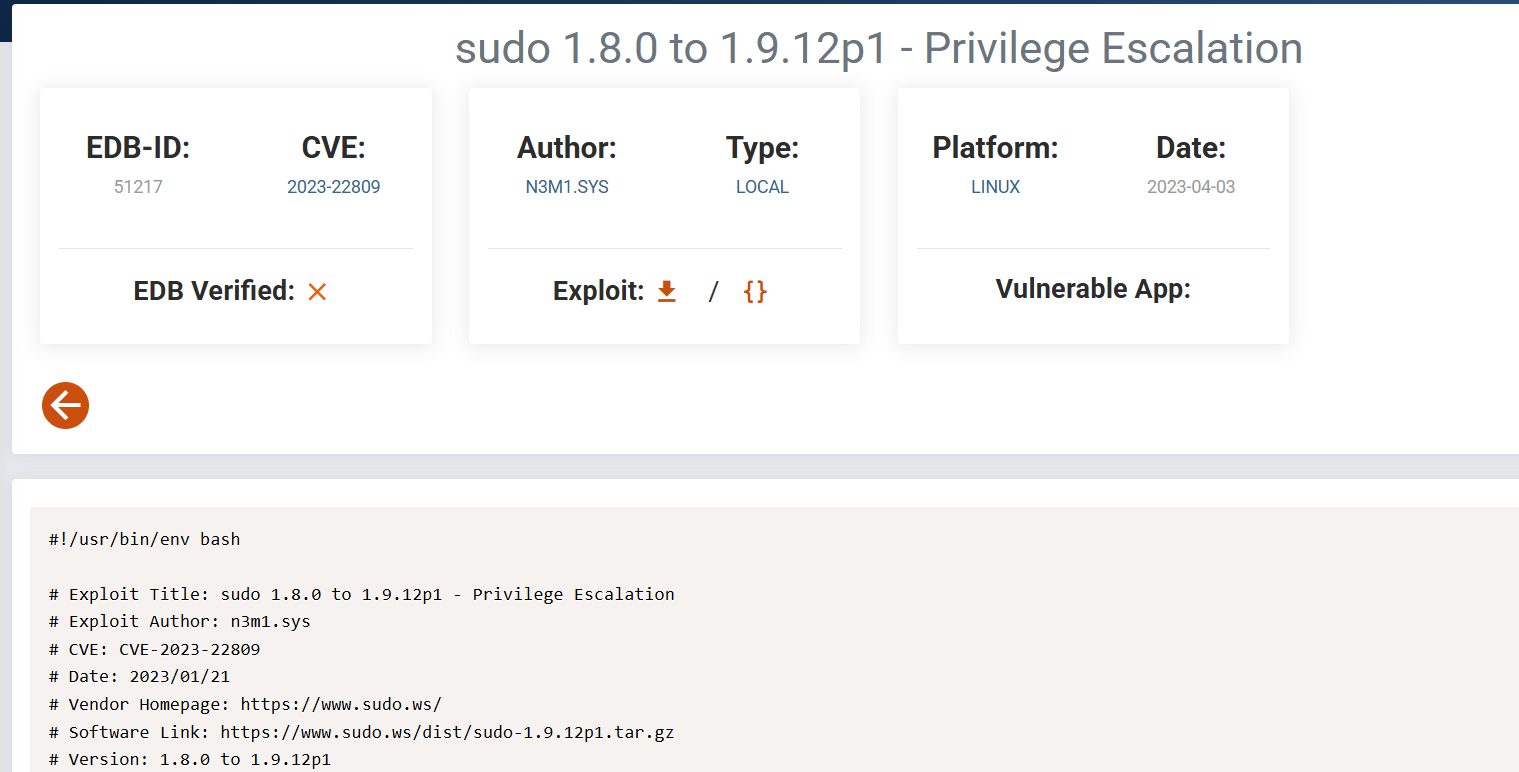 sudo 1.8.0 to 1.9.12p1 - Privilege Escalation
EDB-ID:
51217
CVE:
2023-22809
EDB Verified:
Author:
N3M1.SYS
Type:
LOCAL
Exploit: / {}
Platform:
LINUX
Date:
2023-04-03
Vulnerable App:
#!/usr/bin/env bash
# Exploit Title: sudo 1.8.0 to 1.9.12p1 - Privilege Escalation
# Exploit Author: n3m1.sys
# CVE: CVE-2023-22809
# Date: 2023/01/21
# Vendor Homepage: https://www.sudo.ws/
# Software Link: https://www.sudo.ws/dist/sudo-1.9.12p1.tar.gz
# Version: 1.8.0 to 1.9.12p1